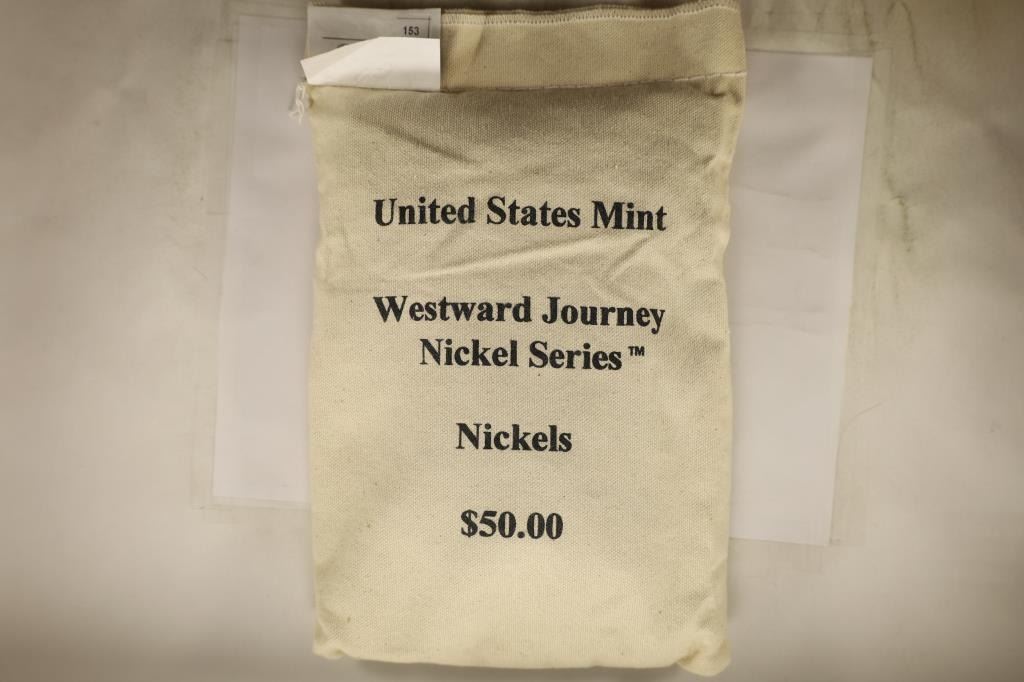 153
United States Mint
Westward Journey
Nickel Series™
Nickels
$50.00